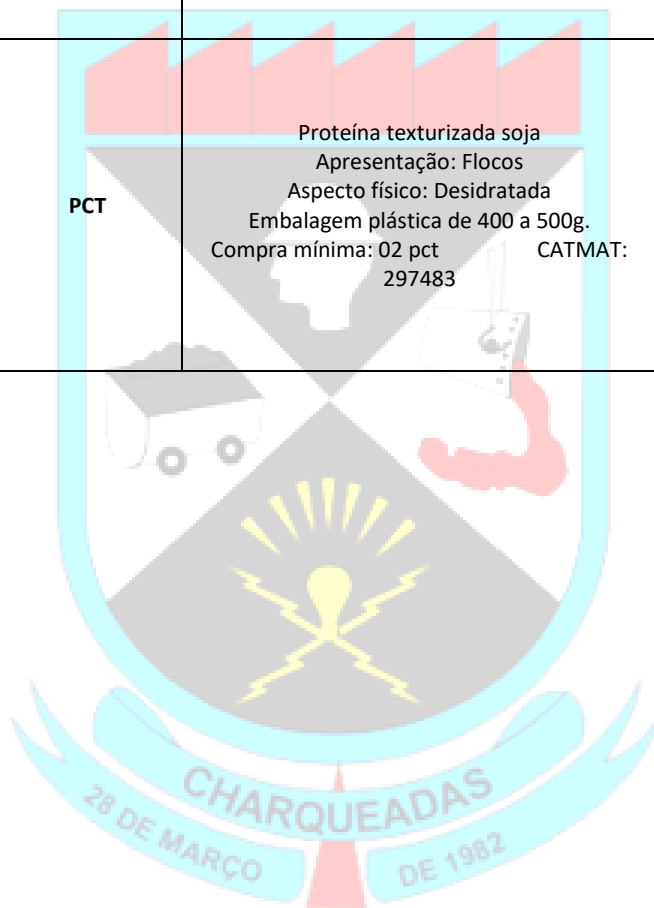 Proteína texturizada soja
Apresentação: Flocos
Aspecto físico: Desidratada
PCT
Embalagem plástica de 400 a 500g.
Compra mínima: 02 pct CATMAT:
297483
CHARQUEADAS
28 DE MARÇO DE 1982